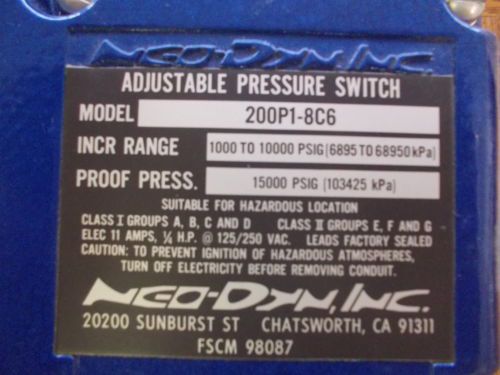 NEO-DYN, INC.
ADJUSTABLE PRESSURE SWITCH
MODEL 200P1-8C6
INCR RANGE 1000 TO 10000 PSIG (6895 TO 68950 kPa)
PROOF PRESS. 15000 PSIG (103425 kPa)
SUITABLE FOR HAZARDOUS LOCATION
CLASS I GROUPS A, B, C AND D CLASS II GROUPS E, F AND G
ELEC 11 AMPS, ¼ H.P. @ 125/250 VAC. LEADS FACTORY SEALED
CAUTION: TO PREVENT IGNITION OF HAZARDOUS ATMOSPHERES,
TURN OFF ELECTRICITY BEFORE REMOVING CONDUIT.
NEO-DYN, INC.
20200 SUNBURST ST CHATSWORTH, CA 91311
FSCM 98087